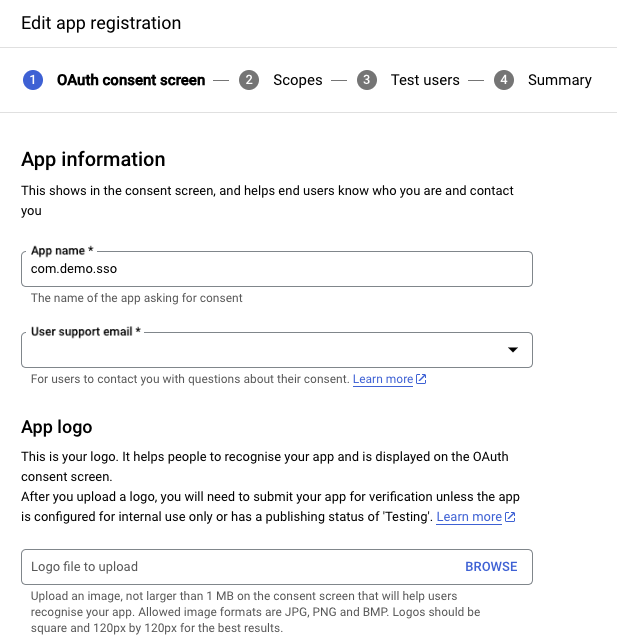 Edit app registration
1 OAuth consent screen — 2 Scopes — 3 Test users — 4 Summary
App information
This shows in the consent screen, and helps end users know who you are and contact
you
App name *
com.demo.sso
The name of the app asking for consent
User support email *
For users to contact you with questions about their consent. Learn more
App logo
This is your logo. It helps people to recognise your app and is displayed on the OAuth
consent screen.
After you upload a logo, you will need to submit your app for verification unless the app
is configured for internal use only or has a publishing status of 'Testing'. Learn more
Logo file to upload BROWSE
Upload an image, not larger than 1 MB on the consent screen that will help users
recognise your app. Allowed image formats are JPG, PNG and BMP. Logos should be
square and 120px by 120px for the best results.